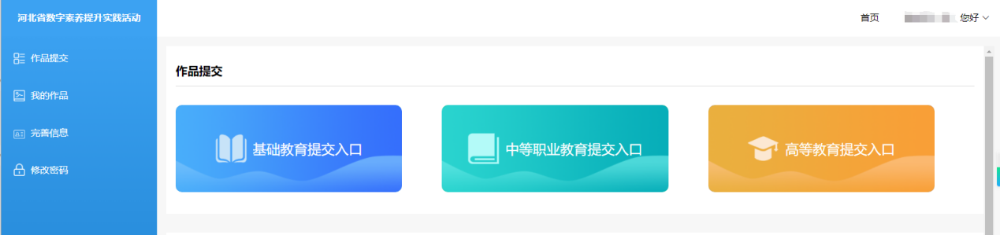 河北省数字素养提升实践活动
首页
您好
作品提交
我的作品
完善信息
修改密码
作品提交
基础教育提交入口
中等职业教育提交入口
高等教育提交入口